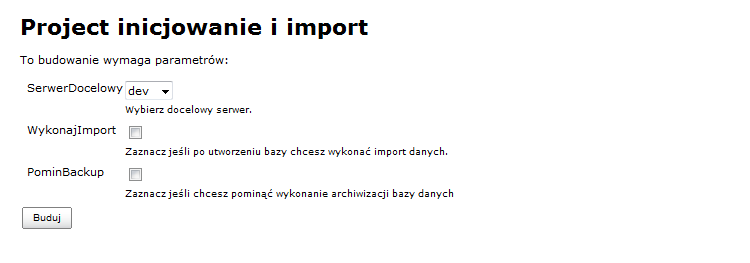 Project inicjowanie i import
To budowanie wymaga parametrów:
SerwerDocelowy dev
Wybierz docelowy serwer.
WykonajImport
Zaznacz jeśli po utworzeniu bazy chcesz wykonać import danych.
PominBackup
Zaznacz jeśli chcesz pominąć wykonanie archiwizacji bazy danych
Buduj